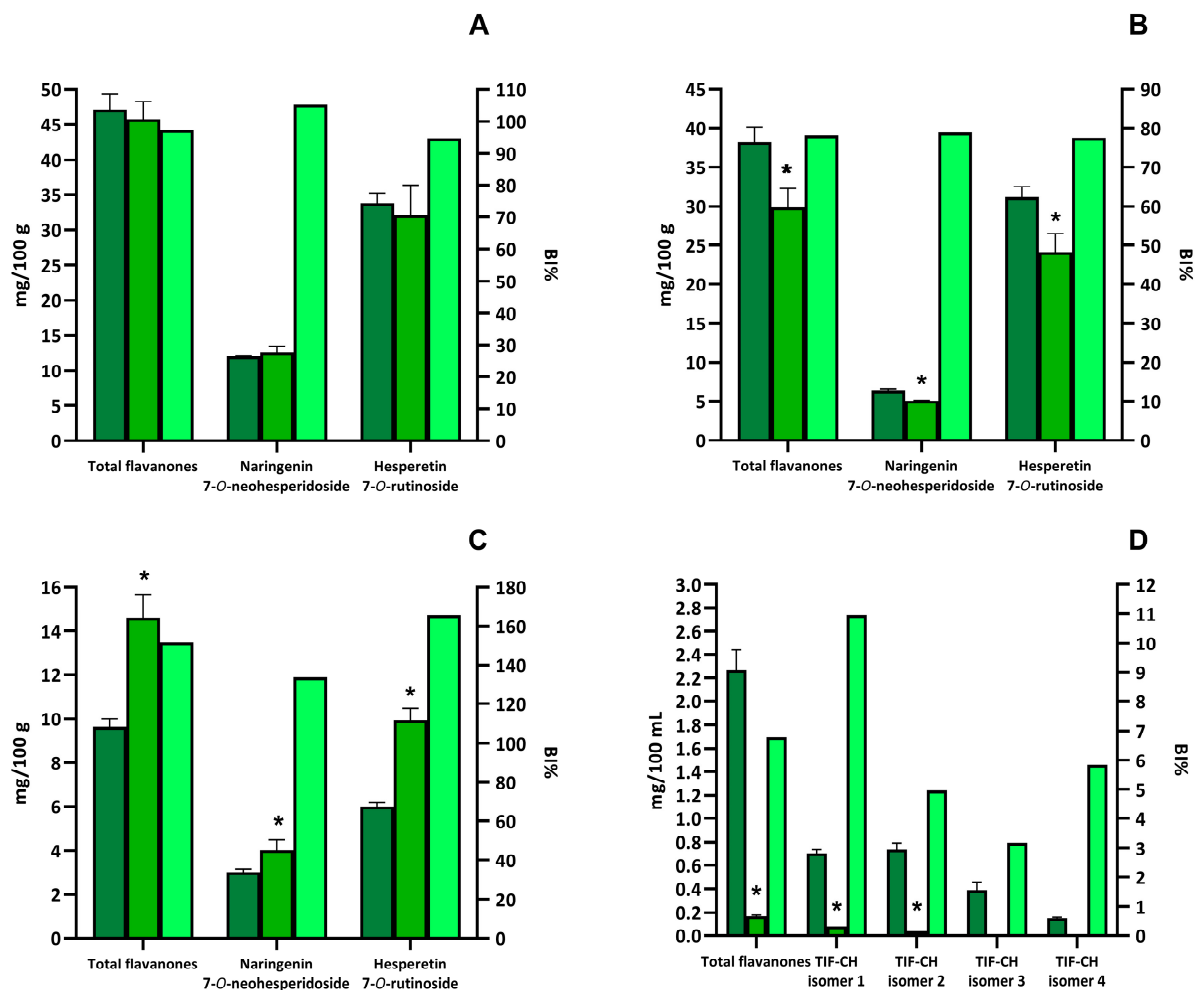 A
50
45
40
35
30
25
20
15
10
5
0
mg/100 g
110
100
90
80
70
60
50
40
30
20
10
0
BI%
Total flavanones
Naringenin
7-O-neohesperidoside
Hesperetin
7-O-rutinoside
B
45
40
35
30
25
20
15
10
5
0
mg/100 g
*
*
*
90
80
70
60
50
40
30
20
10
0
BI%
Total flavanones
Naringenin
7-O-neohesperidoside
Hesperetin
7-O-rutinoside
C
16
14
12
10
8
6
4
2
0
mg/100 g
*
*
*
180
160
140
120
100
80
60
40
20
0
BI%
Total flavanones
Naringenin
7-O-neohesperidoside
Hesperetin
7-O-rutinoside
D
3.0
2.8
2.6
2.4
2.2
2.0
1.8
1.6
1.4
1.2
1.0
0.8
0.6
0.4
0.2
0.0
mg/100 mL
*
*
*
12
11
10
9
8
7
6
5
4
3
2
1
0
BI%
Total flavanones
TIF-CH
isomer 1
TIF-CH
isomer 2
TIF-CH
isomer 3
TIF-CH
isomer 4